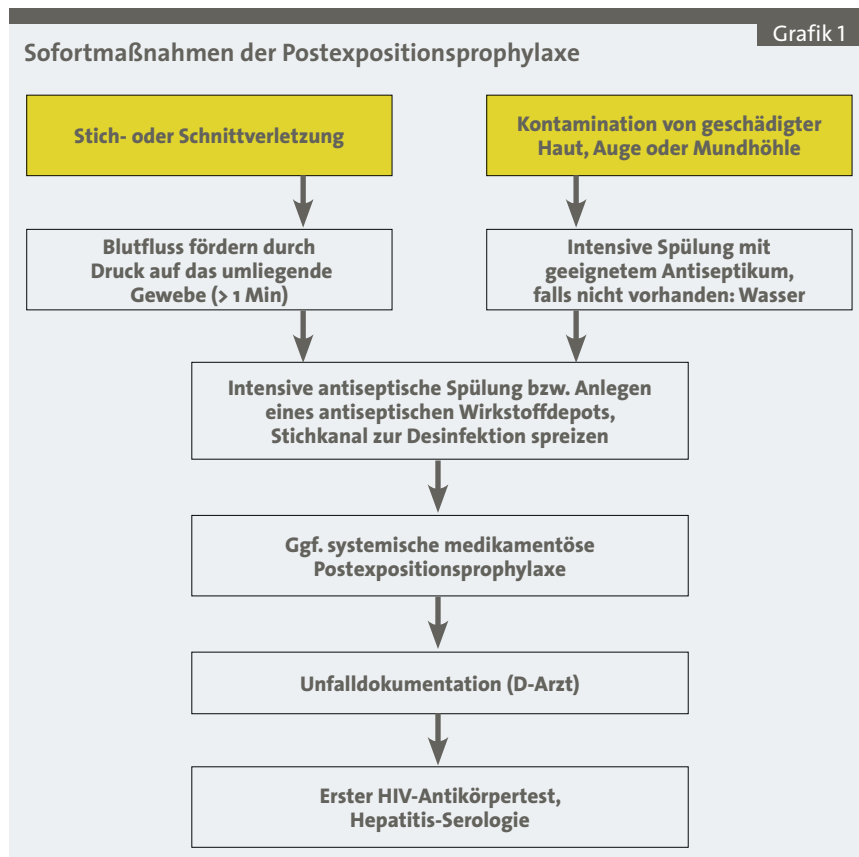 Grafik 1
Sofortmaßnahmen der Postexpositionsprophylaxe
Stich- oder Schnittverletzung
Kontamination von geschädigter
Haut, Auge oder Mundhöhle
Blutfluss fördern durch
Druck auf das umliegende
Gewebe (> 1 Min)
Intensive Spülung mit
geeignetem Antiseptikum,
falls nicht vorhanden: Wasser
Intensive antiseptische Spülung bzw. Anlegen
eines antiseptischen Wirkstoffdepots,
Stichkanal zur Desinfektion spreizen
Ggf. systemische medikamentöse
Postexpositionsprophylaxe
Unfalldokumentation (D-Arzt)
Erster HIV-Antikörpertest,
Hepatitis-Serologie